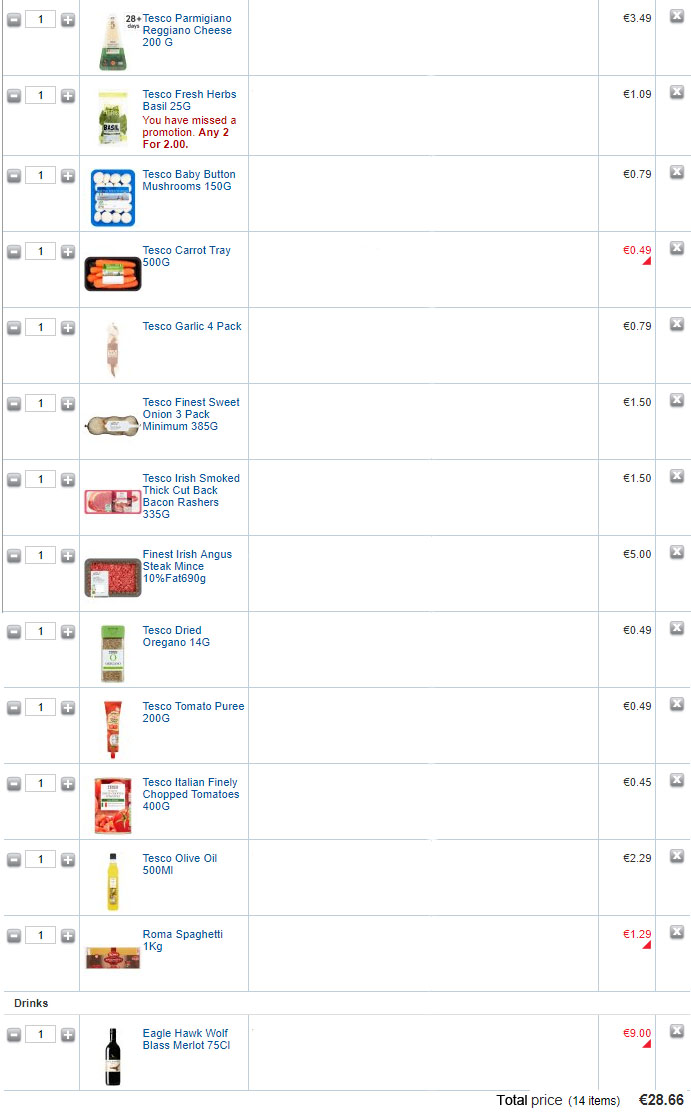 1 28+ days Tesco Parmigiano €3.49
Reggiano Cheese
200 G
1 Tesco Fresh Herbs €1.09
Basil 25G
You have missed a
promotion. Any 2
For 2.00.
BASIL
1 Tesco Baby Button €0.79
Mushrooms 150G
1 Tesco Carrot Tray €0.49
500G
1 Tesco Garlic 4 Pack €0.79
1 Tesco Finest Sweet €1.50
Onion 3 Pack
Minimum 385G
1 Tesco Irish Smoked €1.50
Thick Cut Back
Bacon Rashers
335G
1 Finest Irish Angus €5.00
Steak Mince
10%Fat690g
1 Tesco Dried €0.49
Oregano 14G
1 Tesco Tomato Puree €0.49
200G
1 Tesco Italian Finely €0.45
Chopped Tomatoes
400G
1 Tesco Olive Oil €2.29
500Ml
1 Roma Spaghetti €1.29
1Kg
Drinks
1 Eagle Hawk Wolf €9.00
Blass Merlot 75Cl
Total price (14 items) €28.66